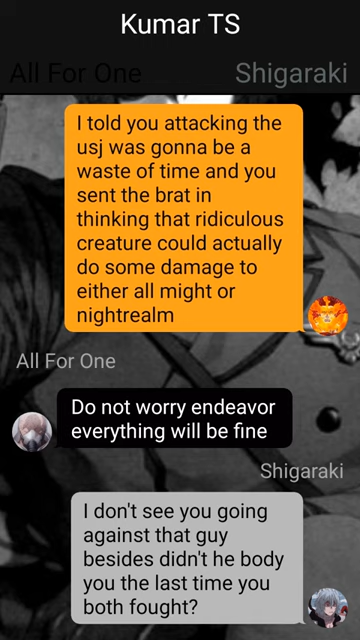 Kumar TS
All For One
Shigaraki
I told you attacking the
usj was gonna be a
waste of time and you
sent the brat in
thinking that ridiculous
creature could actually
do some damage to
either all might or
nightrealm
All For One
Do not worry endeavor
everything will be fine
Shigaraki
I don't see you going
against that guy
besides didn't he body
you the last time you
both fought?